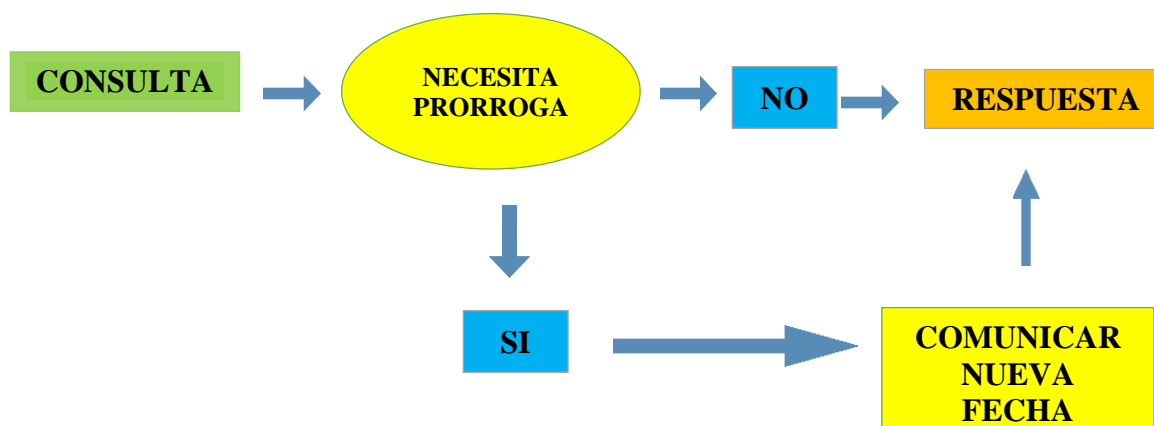 CONSULTA
NECESITA
PRORROGA
NO
RESPUESTA
SI
COMUNICAR
NUEVA
FECHA